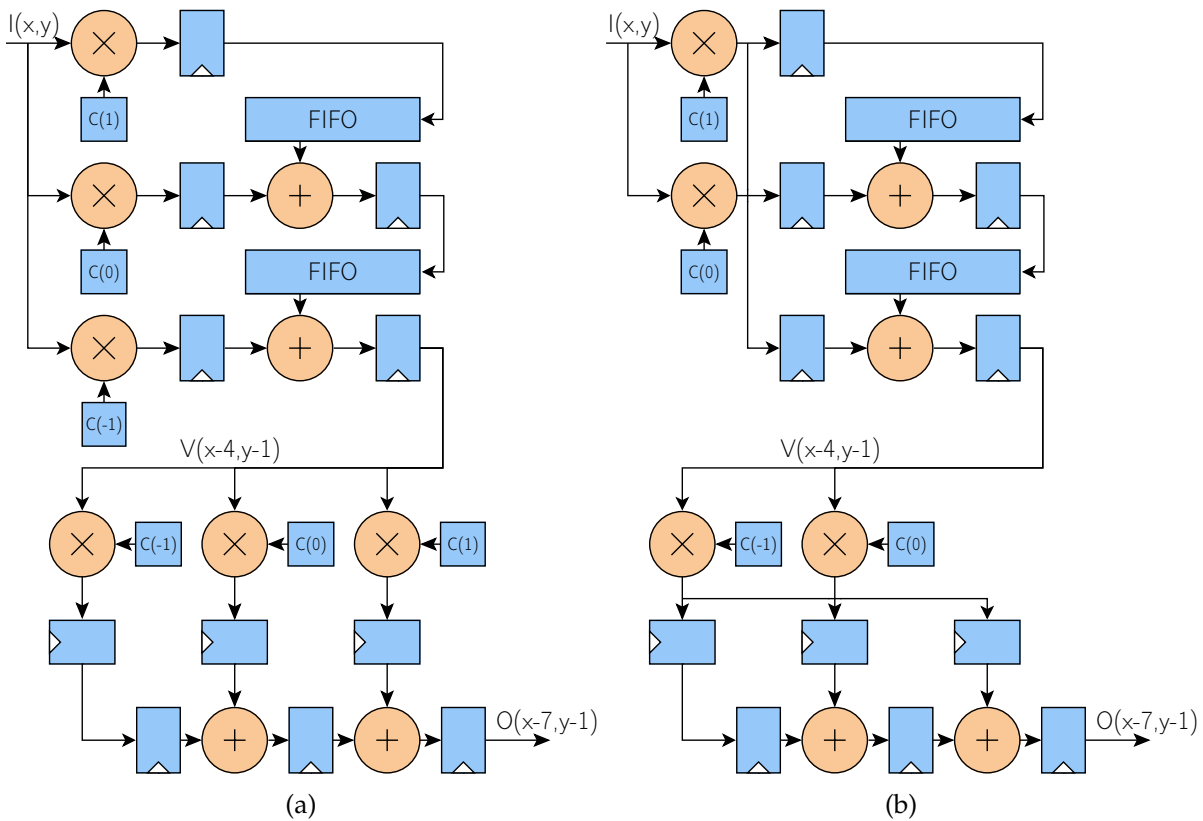 I(x,y)
C(1)
FIFO
C(0)
FIFO
C(-1)
V(x-4,y-1)
C(-1)
C(0)
C(1)
O(x-7,y-1)
(a)
I(x,y)
C(1)
FIFO
C(0)
FIFO
V(x-4,y-1)
C(-1)
C(0)
O(x-7,y-1)
(b)